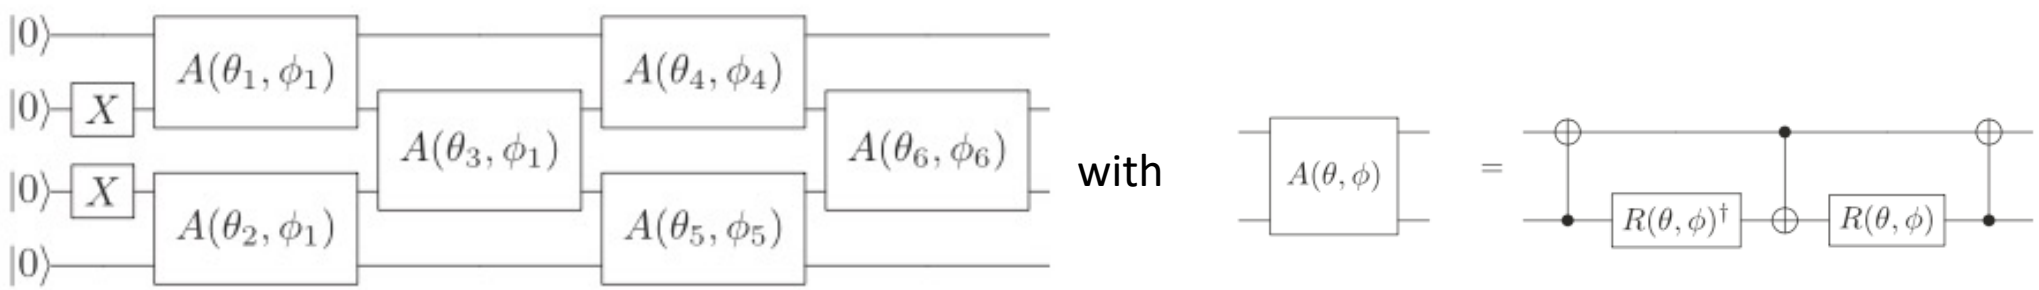 |0⟩ A(θ₁, ϕ₁) A(θ₄, ϕ₄)
|0⟩ X
A(θ₃, ϕ₁) A(θ₆, ϕ₆) with A(θ, ϕ) =
|0⟩ X R(θ, ϕ)† R(θ, ϕ)
A(θ₂, ϕ₁) A(θ₅, ϕ₅)
|0⟩